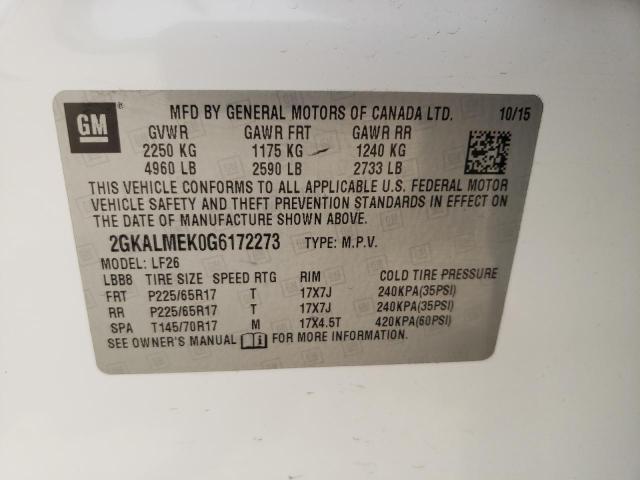 GM
MFD BY GENERAL MOTORS OF CANADA LTD. 10/15
GVWR GAWR FRT GAWR RR
2250 KG 1175 KG 1240 KG
4960 LB 2590 LB 2733 LB
THIS VEHICLE CONFORMS TO ALL APPLICABLE U.S. FEDERAL MOTOR
VEHICLE SAFETY AND THEFT PREVENTION STANDARDS IN EFFECT ON
THE DATE OF MANUFACTURE SHOWN ABOVE.
2GKALMEK0G6172273 TYPE: M.P.V.
MODEL: LF26
LBB8 TIRE SIZE SPEED RTG RIM COLD TIRE PRESSURE
FRT P225/65R17 T 17X7J 240KPA(35PSI)
RR P225/65R17 T 17X7J 240KPA(35PSI)
SPA T145/70R17 M 17X4.5T 420KPA(60PSI)
SEE OWNER'S MANUAL i FOR MORE INFORMATION.